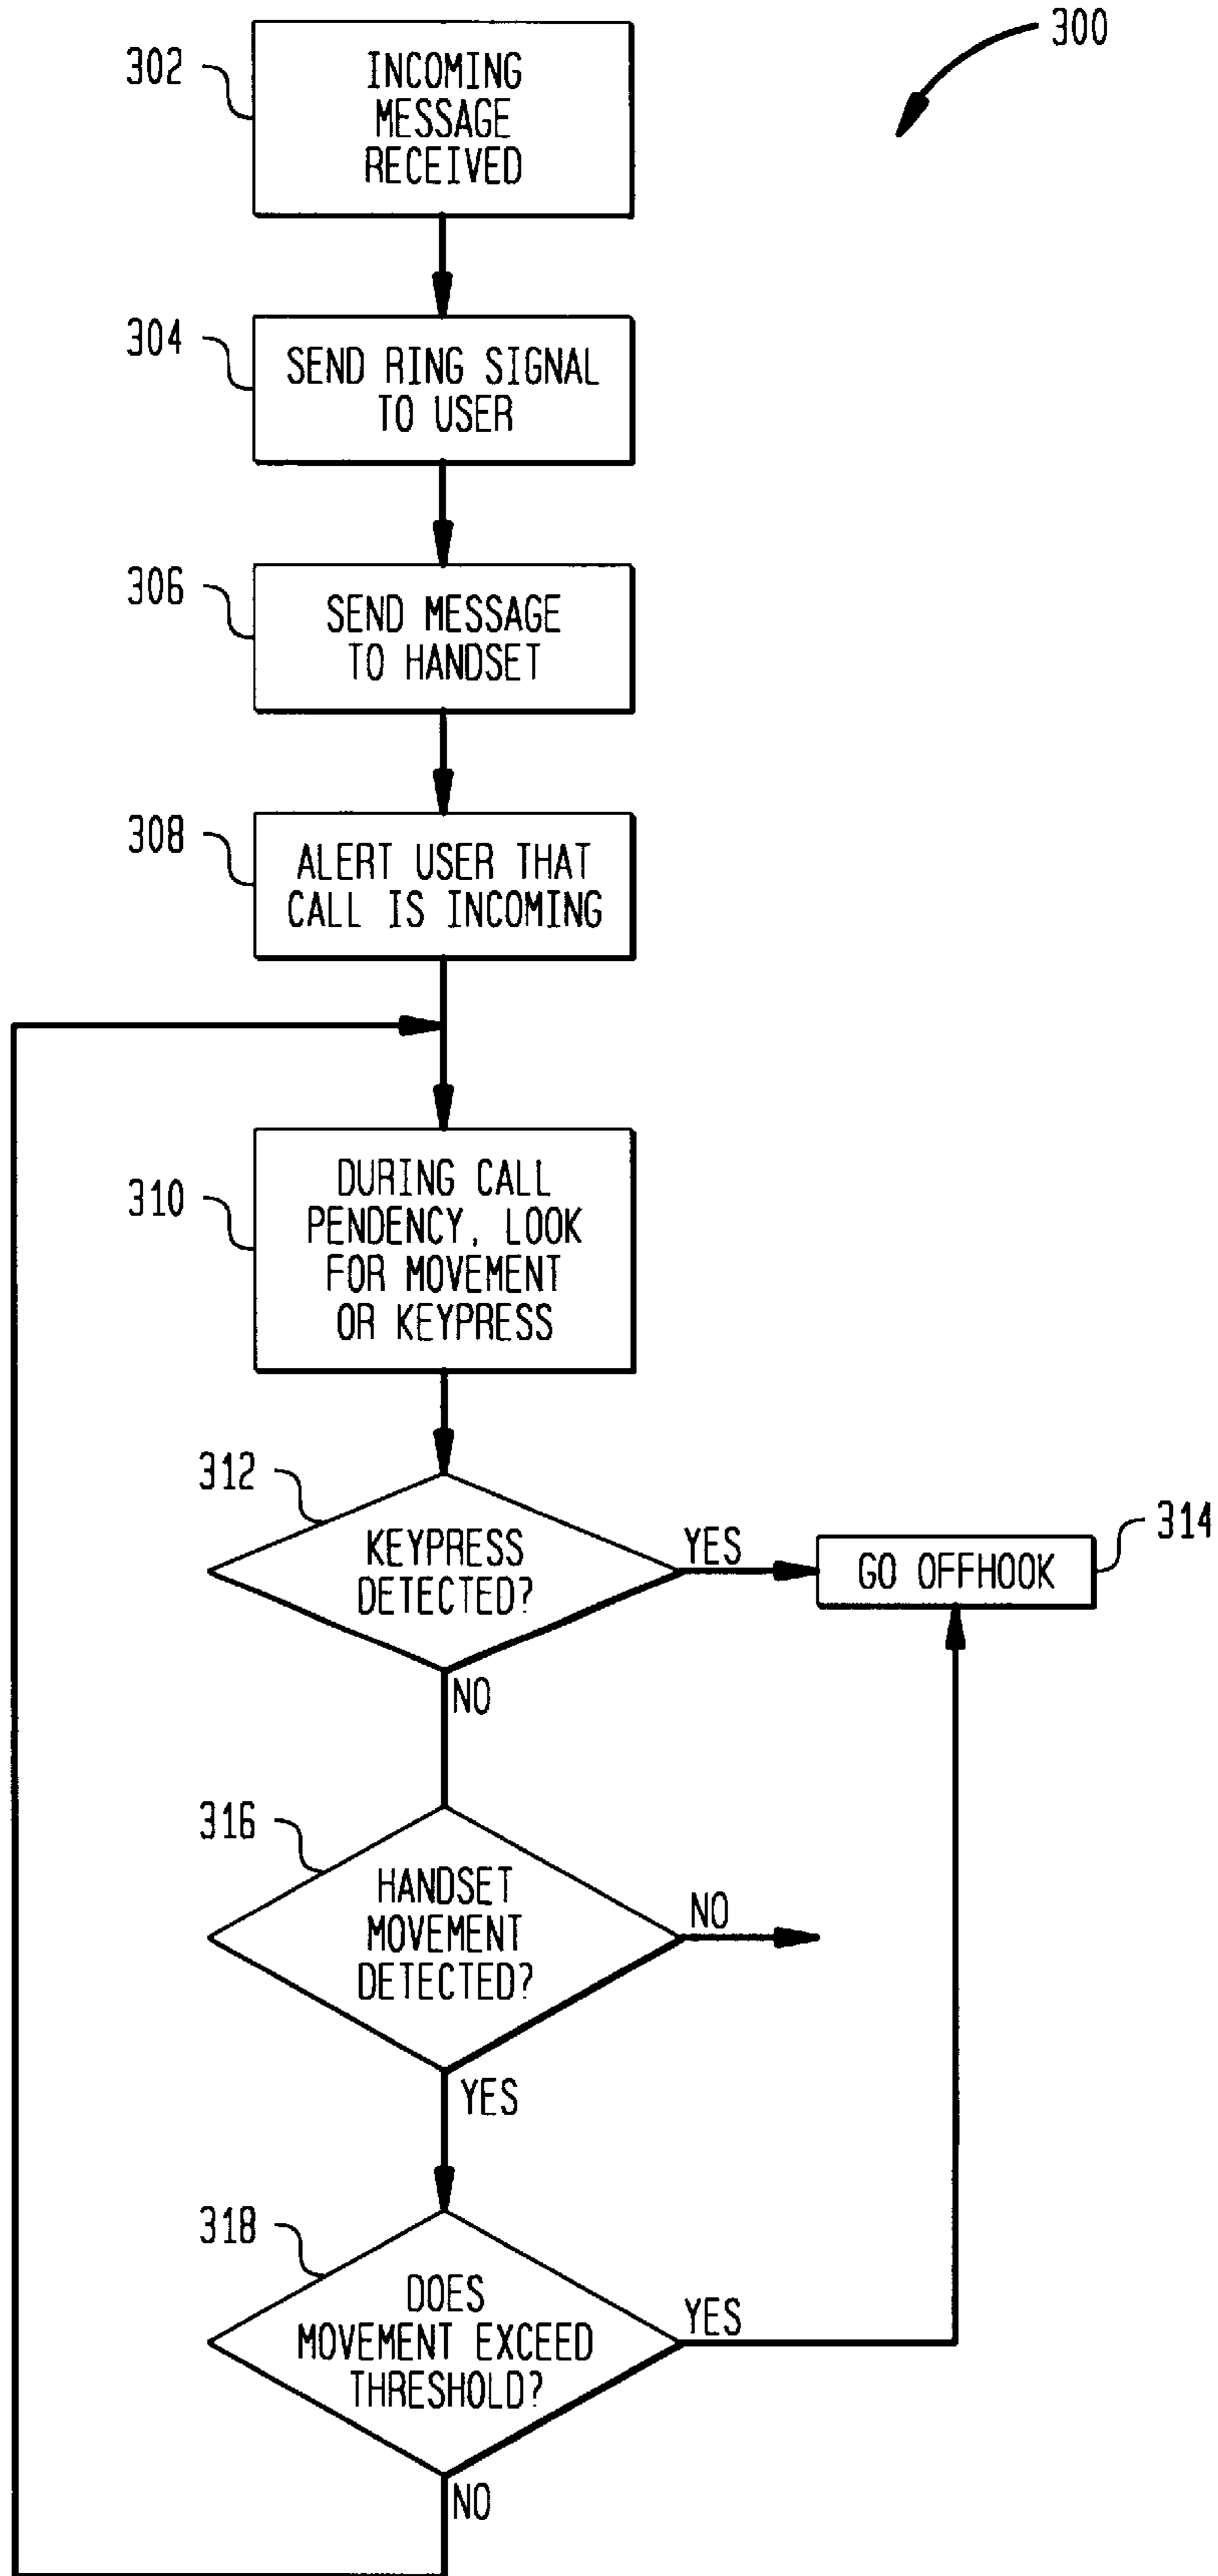 300
302
INCOMING
MESSAGE
RECEIVED
304
SEND RING SIGNAL
TO USER
306
SEND MESSAGE
TO HANDSET
308
ALERT USER THAT
CALL IS INCOMING
310
DURING CALL
PENDENCY, LOOK
FOR MOVEMENT
OR KEYPRESS
312
KEYPRESS
DETECTED?
YES
314
GO OFFHOOK
NO
316
HANDSET
MOVEMENT
DETECTED?
NO
YES
318
DOES
MOVEMENT EXCEED
THRESHOLD?
YES
NO